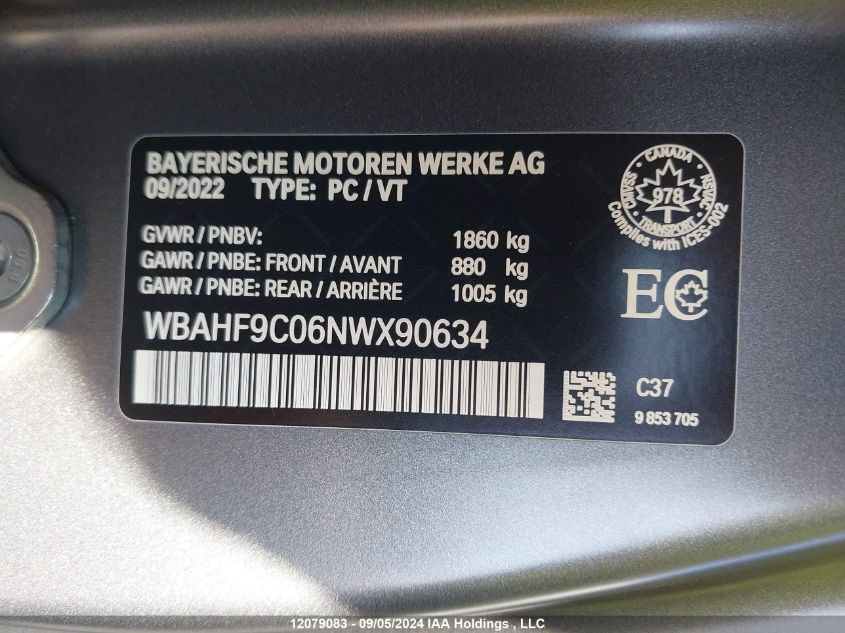 BAYERISCHE MOTOREN WERKE AG
09/2022 TYPE: PC / VT
GVWR / PNBV: 1860 kg
GAWR / PNBE: FRONT / AVANT 880 kg
GAWR / PNBE: REAR / ARRIÈRE 1005 kg
WBAHF9C06NWX90634
CANADA
978
TRANSPORT
Complies with ICES-002
EC
C37
9 853 705
12079083 - 09/05/2024 IAA Holdings , LLC